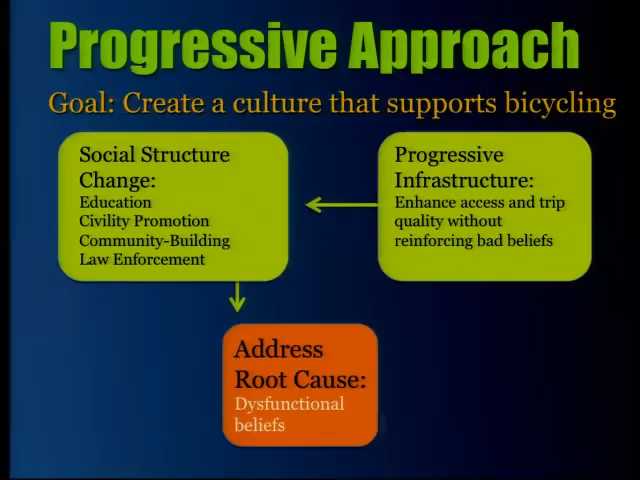 Progressive Approach
Goal: Create a culture that supports bicycling
Social Structure
Change:
Education
Civility Promotion
Community-Building
Law Enforcement
Progressive
Infrastructure:
Enhance access and trip
quality without
reinforcing bad beliefs
Address
Root Cause:
Dysfunctional
beliefs